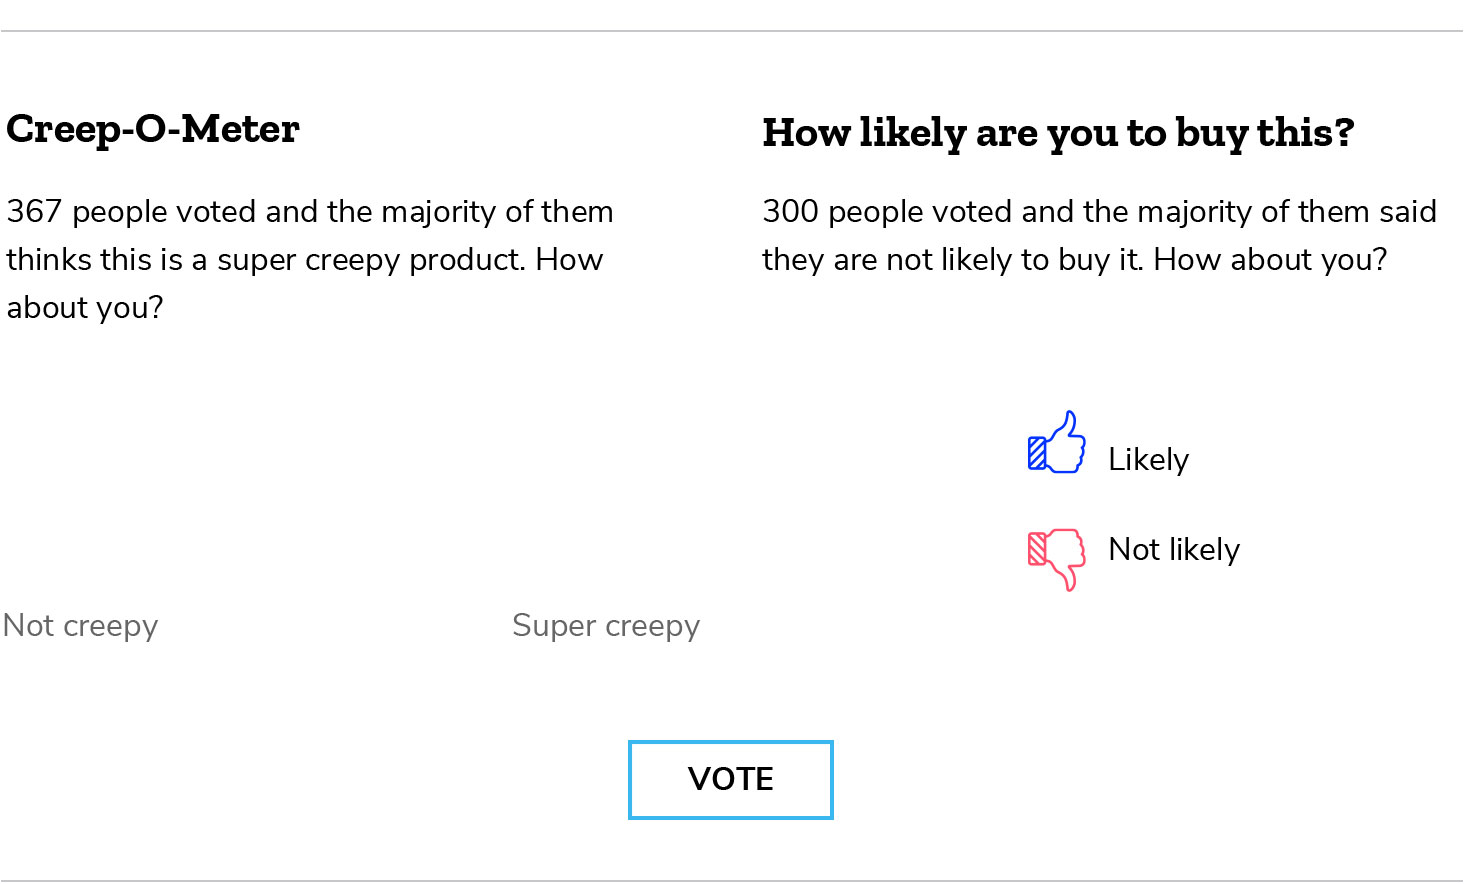 Creep-O-Meter
367 people voted and the majority of them
thinks this is a super creepy product. How
about you?
Not creepy
Super creepy
How likely are you to buy this?
300 people voted and the majority of them said
they are not likely to buy it. How about you?
Likely
Not likely
VOTE